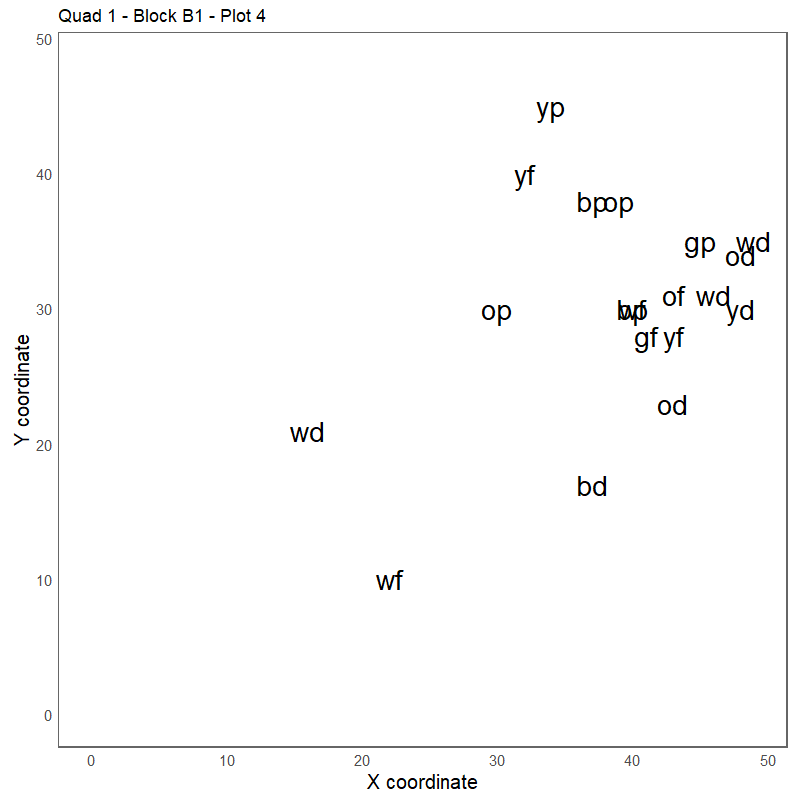 Quad 1 - Block B1 - Plot 4
50
yp
40
yf
bp op
gp wd
od
of wd
30
op
wf
yd
gf yf
od
20
wd
bd
10
wf
0
0 10 20 30 40 50
X coordinate
Y coordinate